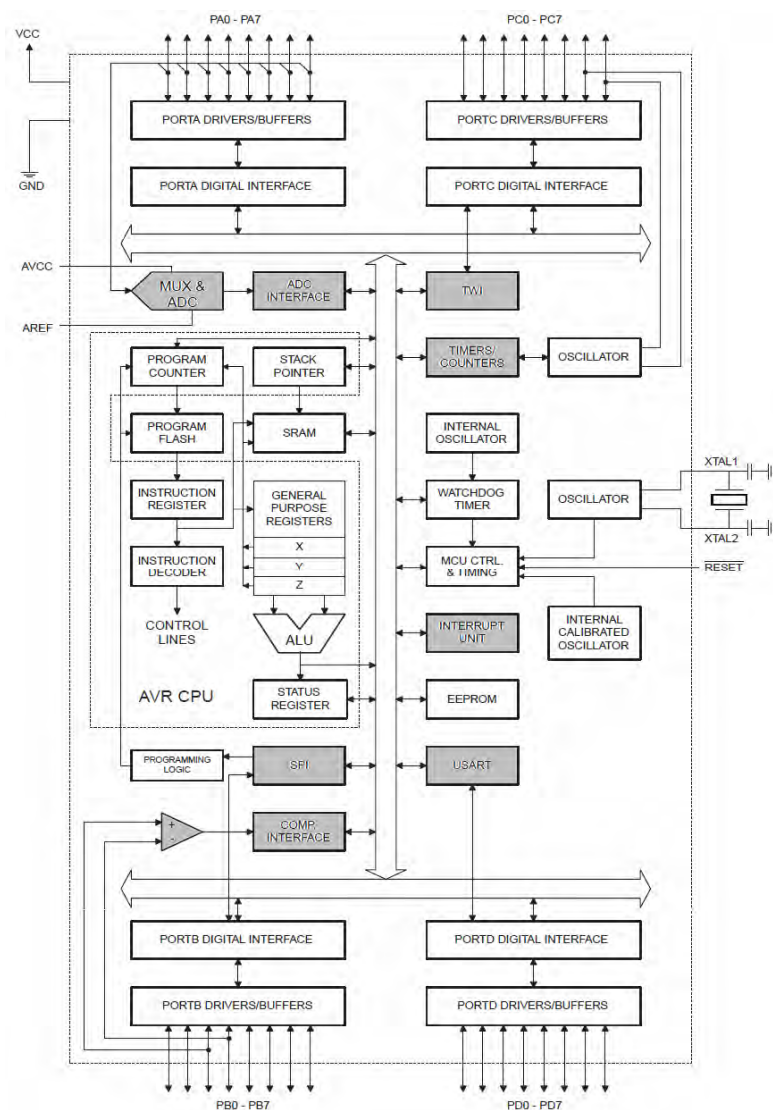 PA0 - PA7
PC0 - PC7
VCC
PORTA DRIVERS/BUFFERS
PORTC DRIVERS/BUFFERS
GND
PORTA DIGITAL INTERFACE
PORTC DIGITAL INTERFACE
AVCC
MUX &
ADC
ADC
INTERFACE
TWI
AREF
PROGRAM
COUNTER
STACK
POINTER
TIMERS/
COUNTERS
OSCILLATOR
PROGRAM
FLASH
SRAM
INTERNAL
OSCILLATOR
XTAL1
INSTRUCTION
REGISTER
GENERAL
PURPOSE
REGISTERS
WATCHDOG
TIMER
OSCILLATOR
XTAL2
X
INSTRUCTION
DECODER
Y
MCU CTRL.
& TIMING
RESET
Z
CONTROL
LINES
ALU
INTERRUPT
UNIT
INTERNAL
CALIBRATED
OSCILLATOR
AVR CPU
STATUS
REGISTER
EEPROM
PROGRAMMING
LOGIC
SPI
USART
+
-
COMP.
INTERFACE
PORTB DIGITAL INTERFACE
PORTD DIGITAL INTERFACE
PORTB DRIVERS/BUFFERS
PORTD DRIVERS/BUFFERS
PB0 - PB7
PD0 - PD7